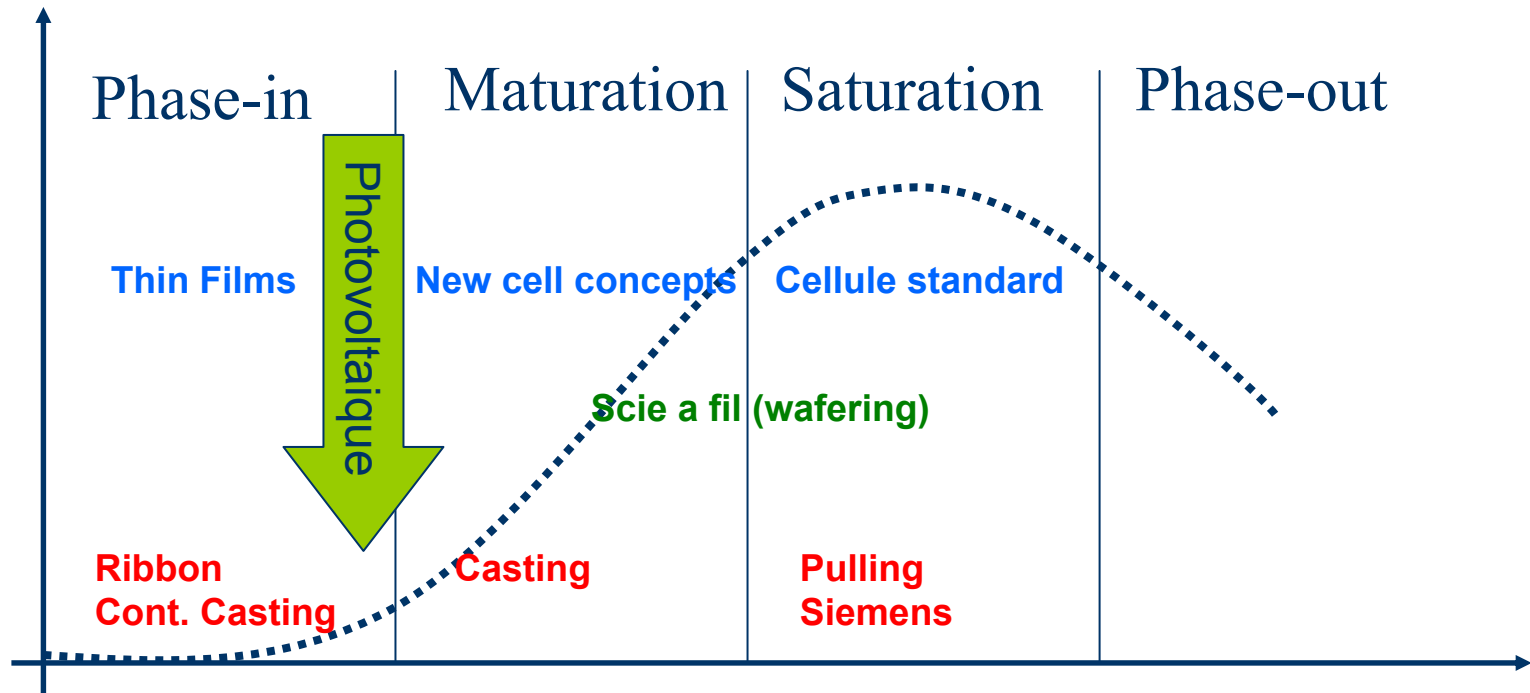 Phase-in
Maturation
Saturation
Phase-out
Photovoltaique
Thin Films
New cell concepts
Cellule standard
Scie a fil (wafering)
Ribbon
Cont. Casting
Casting
Pulling
Siemens